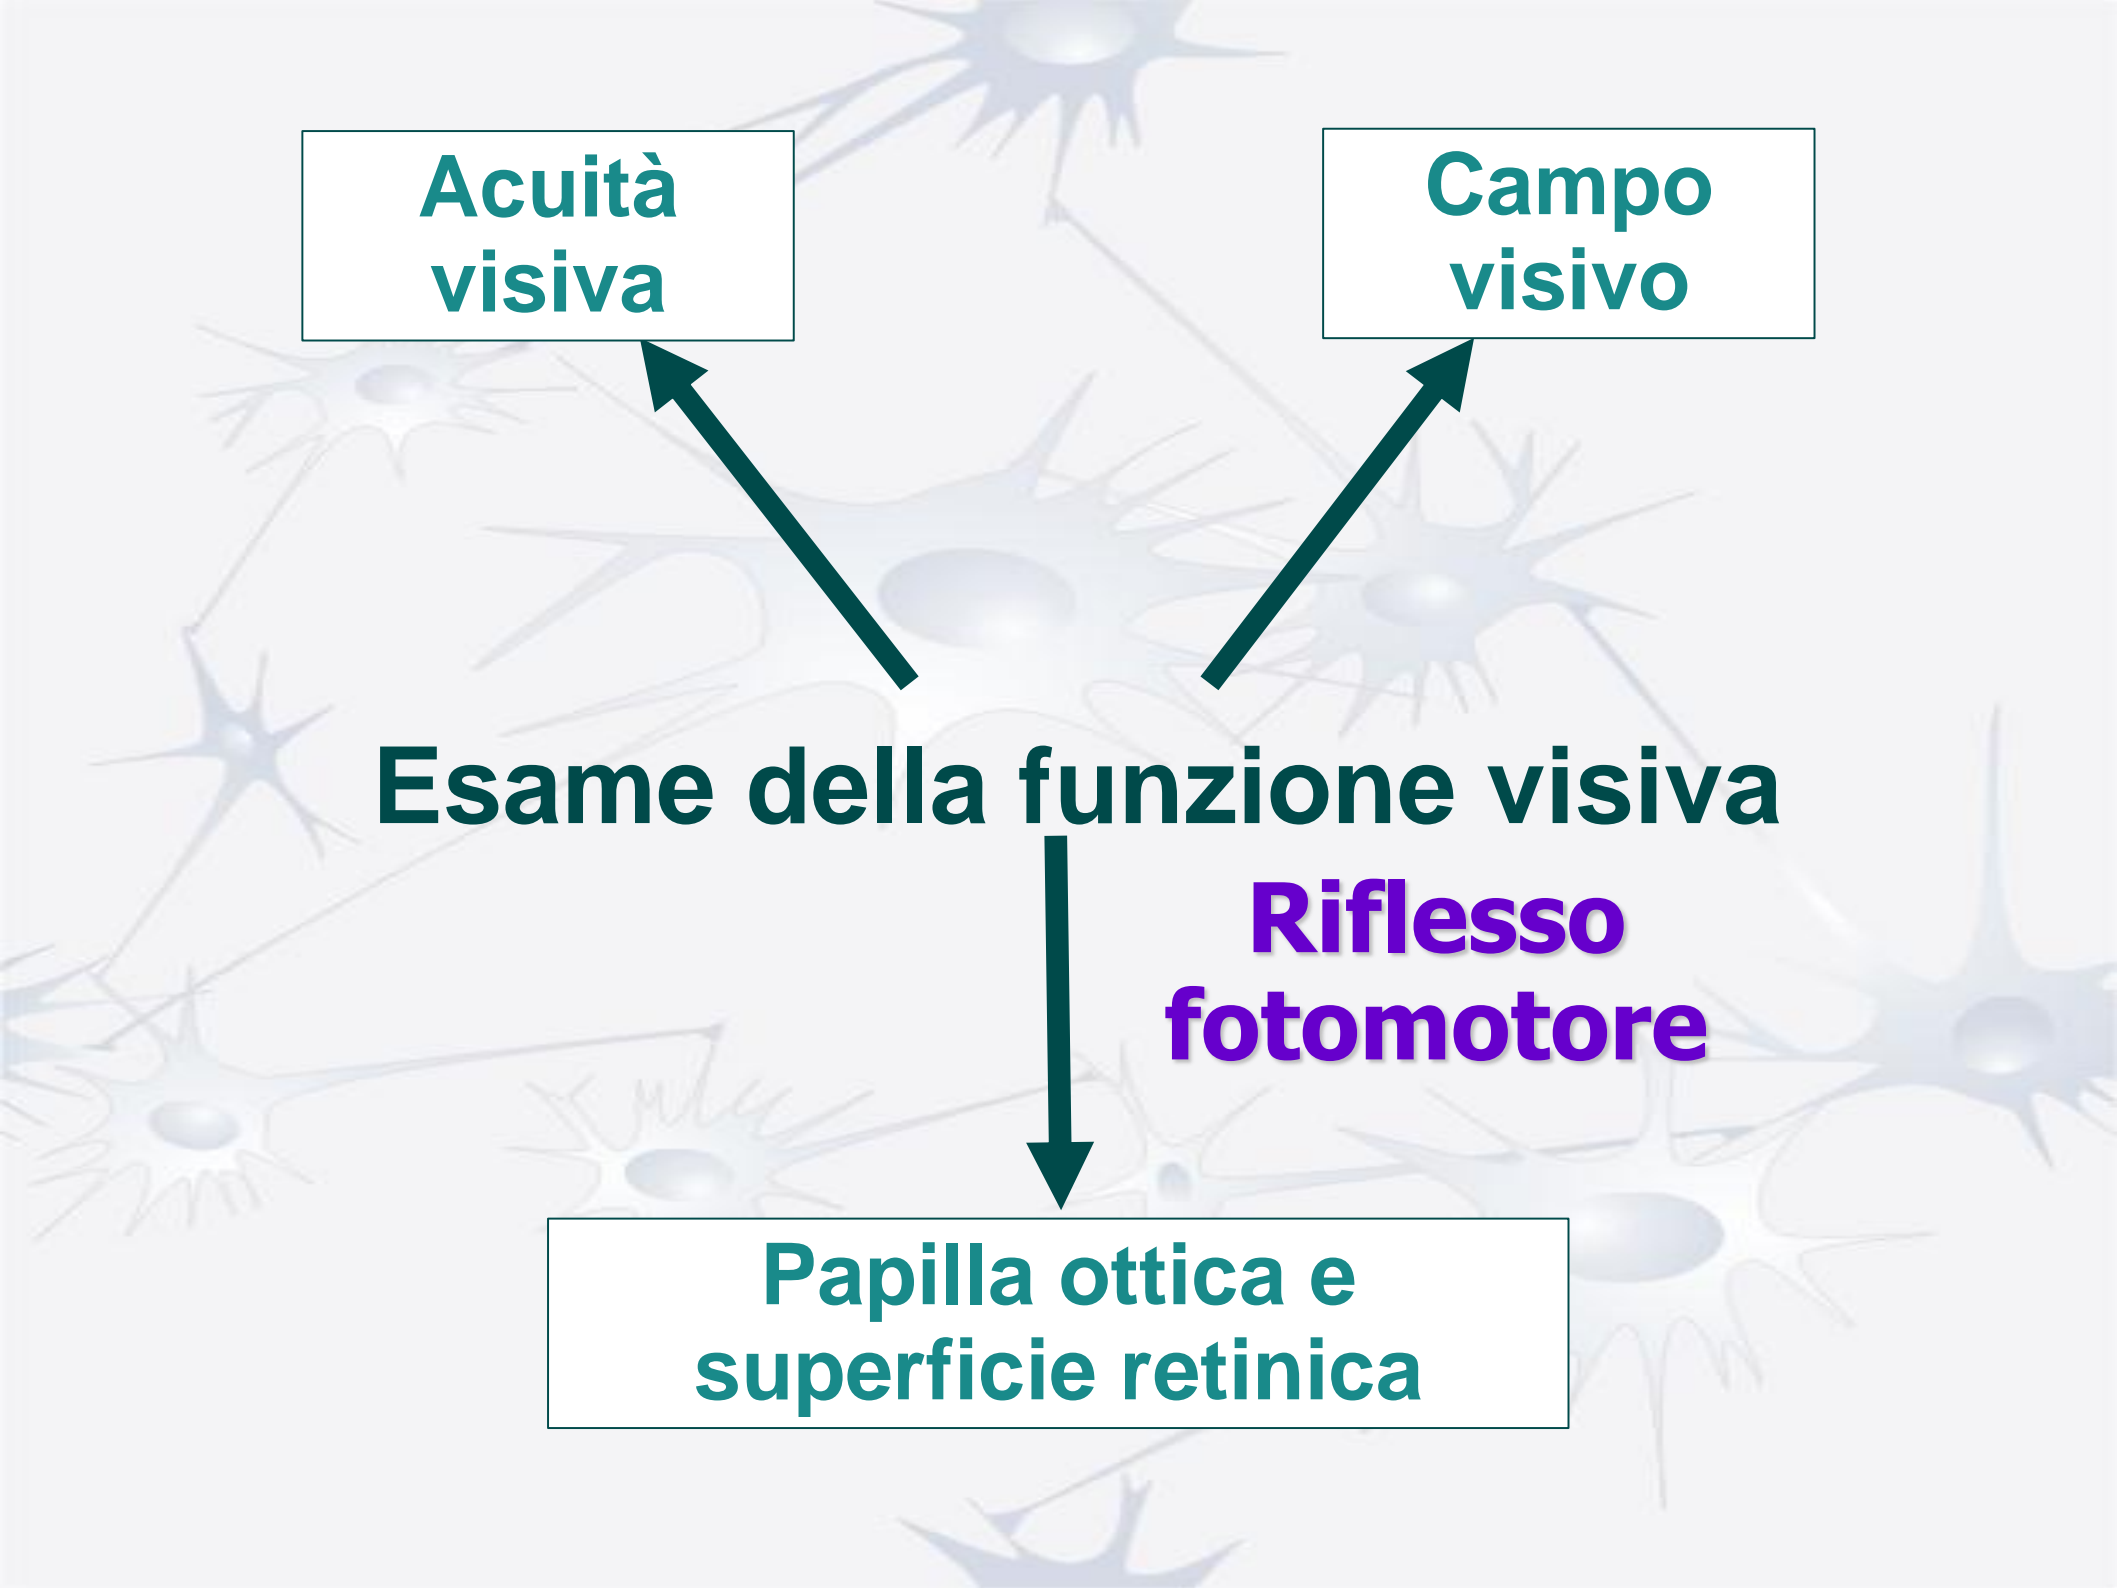 Acuità
visiva
Campo
visivo
Esame della funzione visiva
Riflesso
fotomotore
Papilla ottica e
superficie retinica